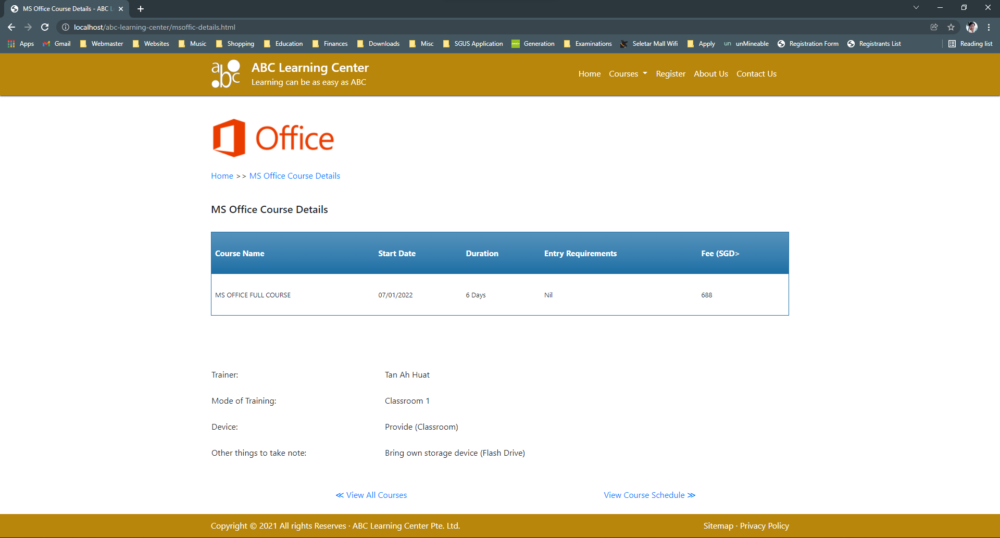 MS Office Course Details - ABC L
localhost/abc-learning-center/msoffic-details.html
Apps Gmail Webmaster Websites Music Shopping Education Finances Downloads Misc SGUS Application Generation Examinations Seletar Mall Wifi Apply un unMineable Registration Form Registrants List Reading list
abc
ABC Learning Center
Learning can be as easy as ABC
Home Courses Register About Us Contact Us
Office
Home >> MS Office Course Details
MS Office Course Details
Course Name Start Date Duration Entry Requirements Fee (SGD>
MS OFFICE FULL COURSE 07/01/2022 6 Days Nil 688
Trainer: Tan Ah Huat
Mode of Training: Classroom 1
Device: Provide (Classroom)
Other things to take note: Bring own storage device (Flash Drive)
≪ View All Courses View Course Schedule ≫
Copyright © 2021 All rights Reserves · ABC Learning Center Pte. Ltd. Sitemap · Privacy Policy